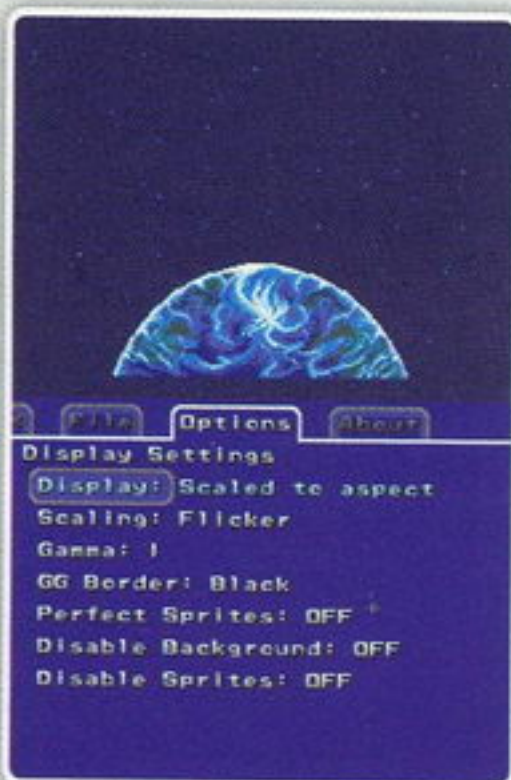 File Options About
Display Settings
Display: Scaled to aspect
Scaling: Flicker
Gamma: 1
GG Border: Black
Perfect Sprites: OFF
Disable Background: OFF
Disable Sprites: OFF